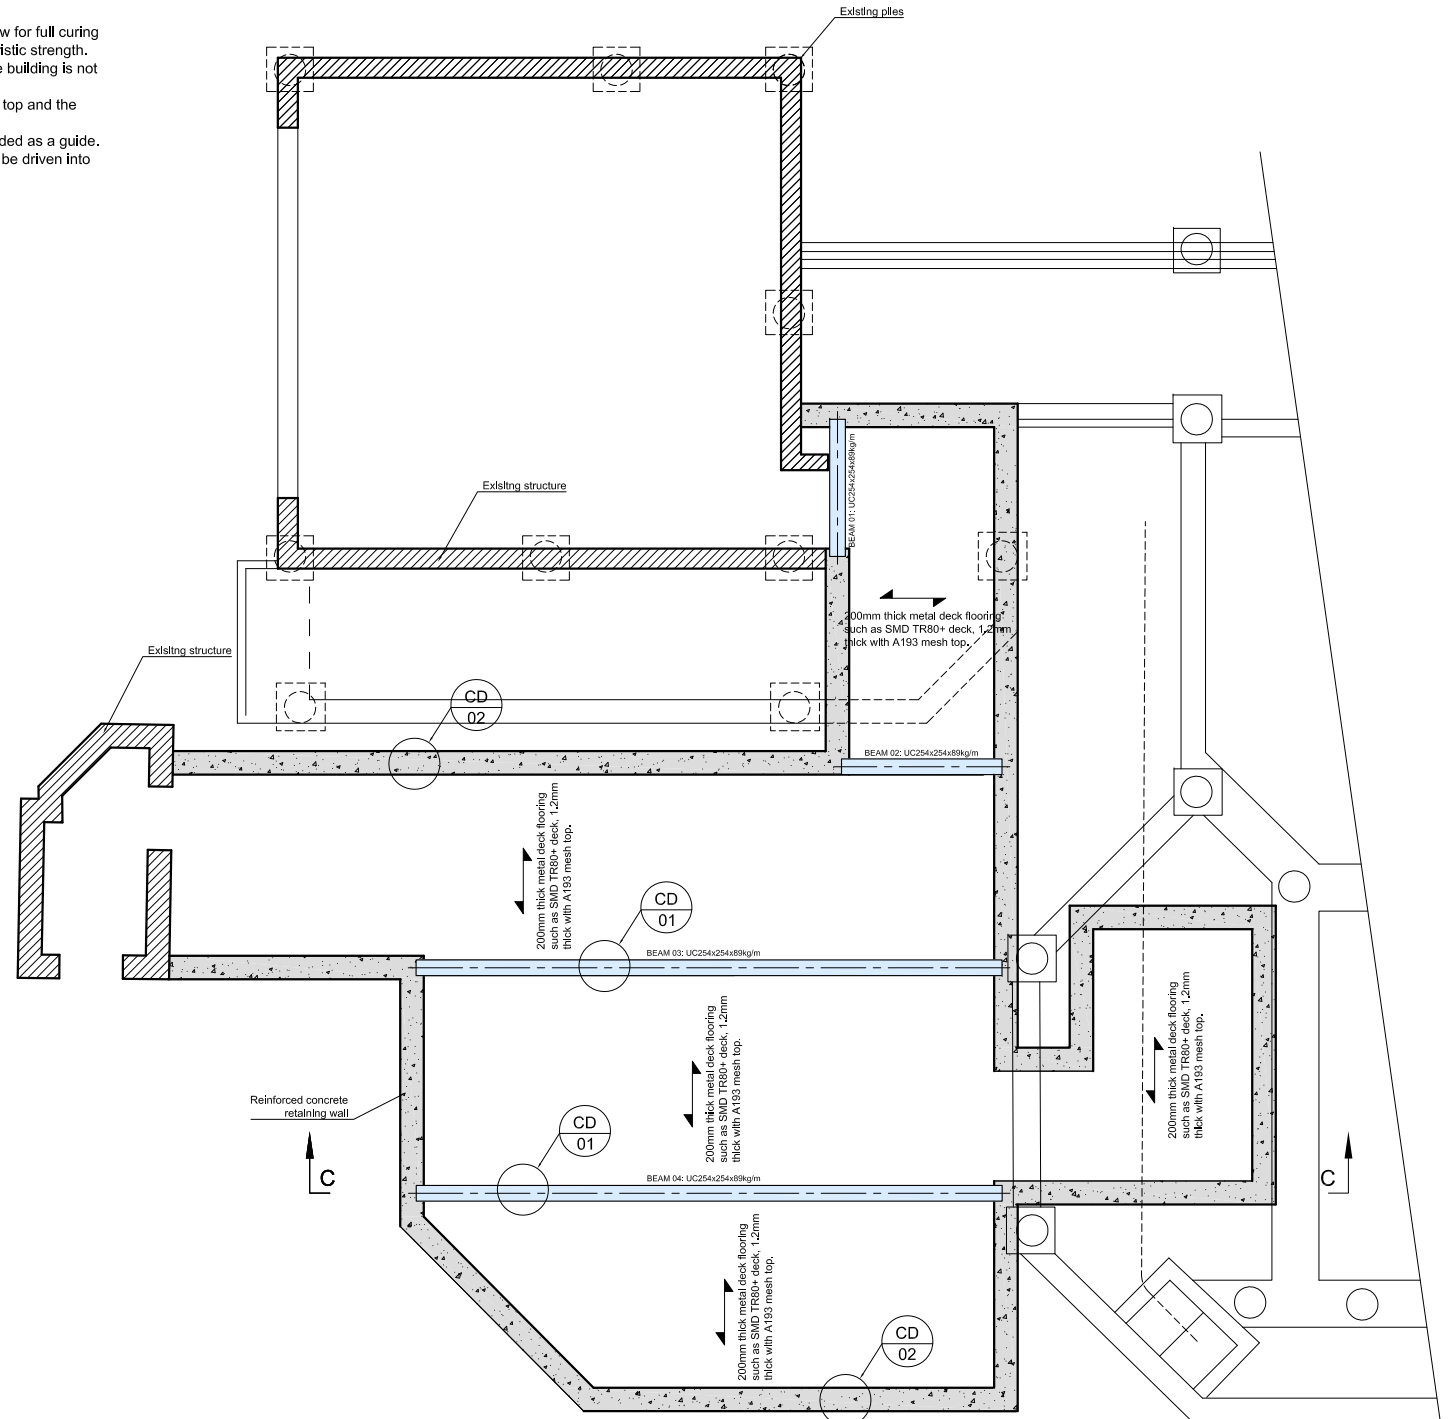 w for full curing
ristic strength.
e building is not
top and the
ded as a guide.
be driven into
Existing piles
Exisitng structure
BEAM 01: UC254x254x89kg/m
200mm thick metal deck flooring
such as SMD TR80+ deck, 1.2mm
thick with A193 mesh top.
Exisitng structure
CD
02
BEAM 02: UC254x254x89kg/m
200mm thick metal deck flooring
such as SMD TR80+ deck, 1.2mm
thick with A193 mesh top.
CD
01
BEAM 03: UC254x254x89kg/m
200mm thick metal deck flooring
such as SMD TR80+ deck, 1.2mm
thick with A193 mesh top.
200mm thick metal deck flooring
such as SMD TR80+ deck, 1.2mm
thick with A193 mesh top.
Reinforced concrete
retaining wall
CD
01
C
C
BEAM 04: UC254x254x89kg/m
200mm thick metal deck flooring
such as SMD TR80+ deck, 1.2mm
thick with A193 mesh top.
CD
02